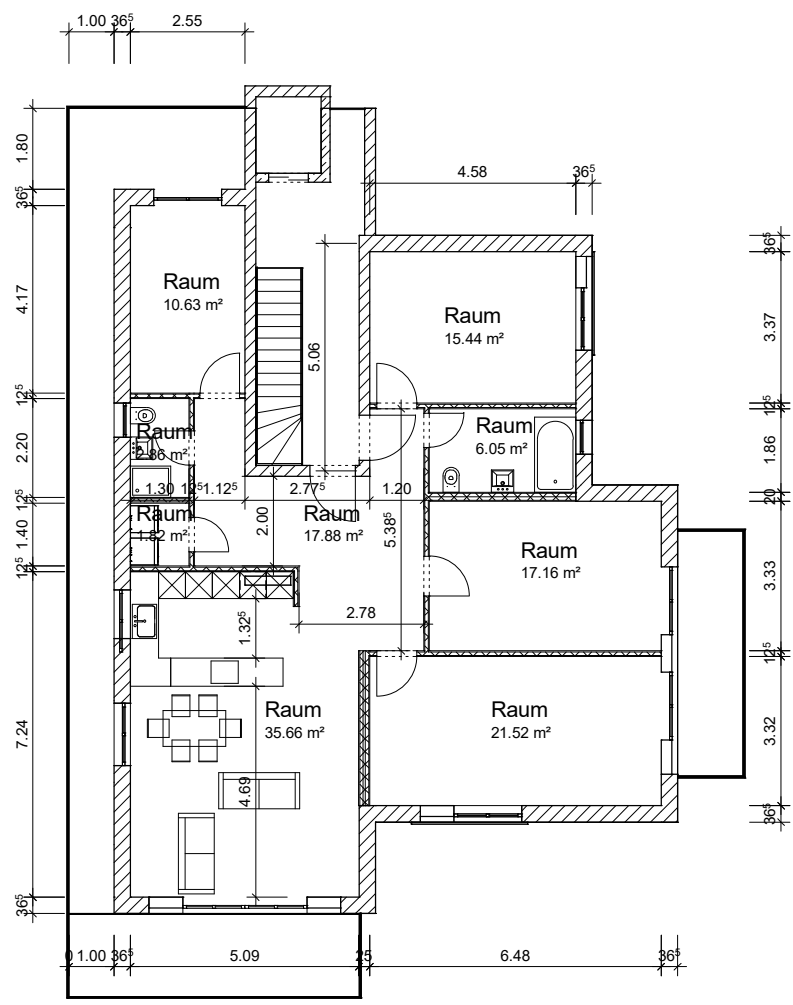 1.00 36⁵ 2.55
1.80
36⁵
4.17
12⁵
2.20
12⁵
1.40
12⁵
7.24
36⁵
4.58 36⁵
36⁵
3.37
12⁵
1.86
20
3.33
12⁵
3.32
36⁵
Raum
10.63 m²
5.06
Raum
15.44 m²
Raum
2.86 m²
Raum
6.05 m²
1.30 12⁵ 1.12⁵ 2.77⁵ 1.20
Raum
1.82 m²
2.00
Raum
17.88 m²
5.38⁵
Raum
17.16 m²
1.32⁵
2.78
Raum
35.66 m²
4.69
Raum
21.52 m²
0 1.00 36⁵ 5.09 25 6.48 36⁵